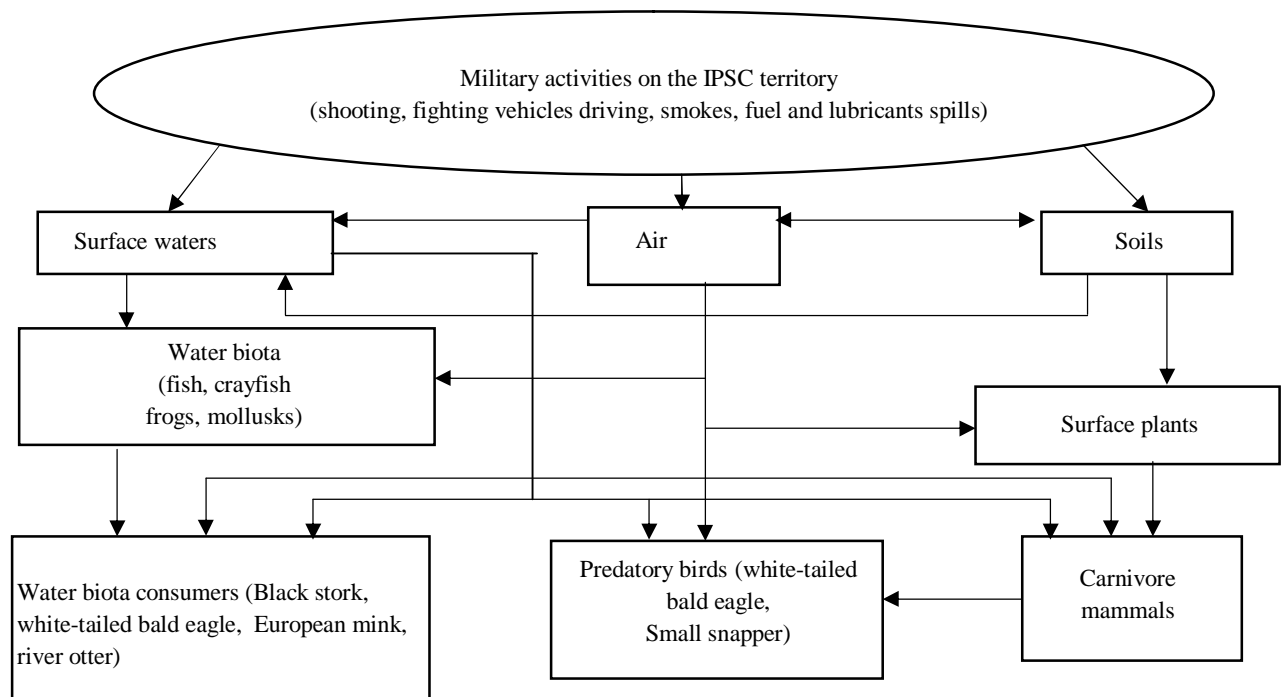 Military activities on the IPSC territory
(shooting, fighting vehicles driving, smokes, fuel and lubricants spills)
Surface waters
Air
Soils
Water biota
(fish, crayfish
frogs, mollusks)
Surface plants
Water biota consumers (Black stork,
white-tailed bald eagle, European mink,
river otter)
Predatory birds (white-tailed
bald eagle,
Small snapper)
Carnivore
mammals